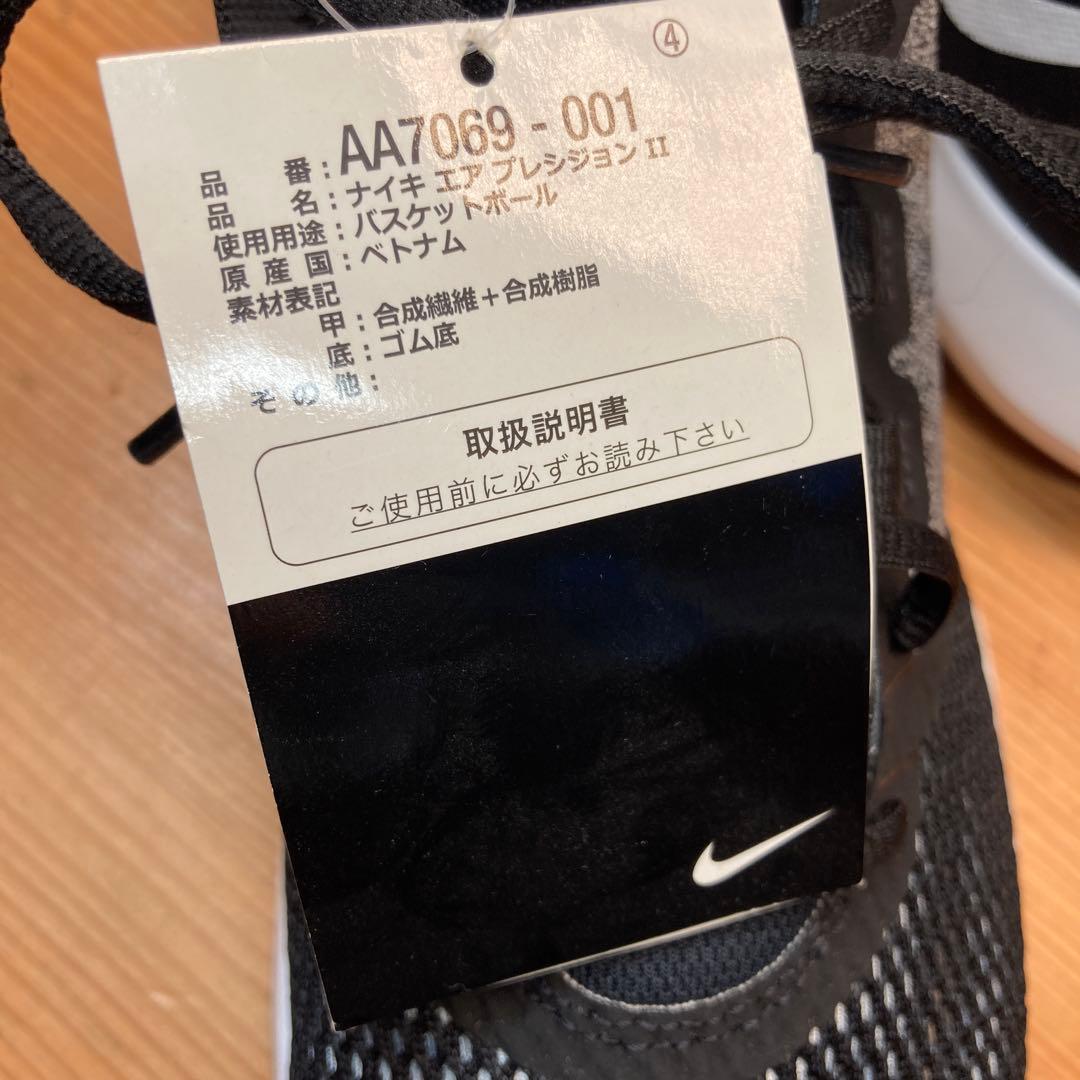 ④
品番：AA7069 - 001
品名：ナイキ エア プレシジョン II
使用用途：バスケットボール
原産国：ベトナム
素材表記
甲：合成繊維＋合成樹脂
底：ゴム底
その他：
取扱説明書
ご使用前に必ずお読み下さい